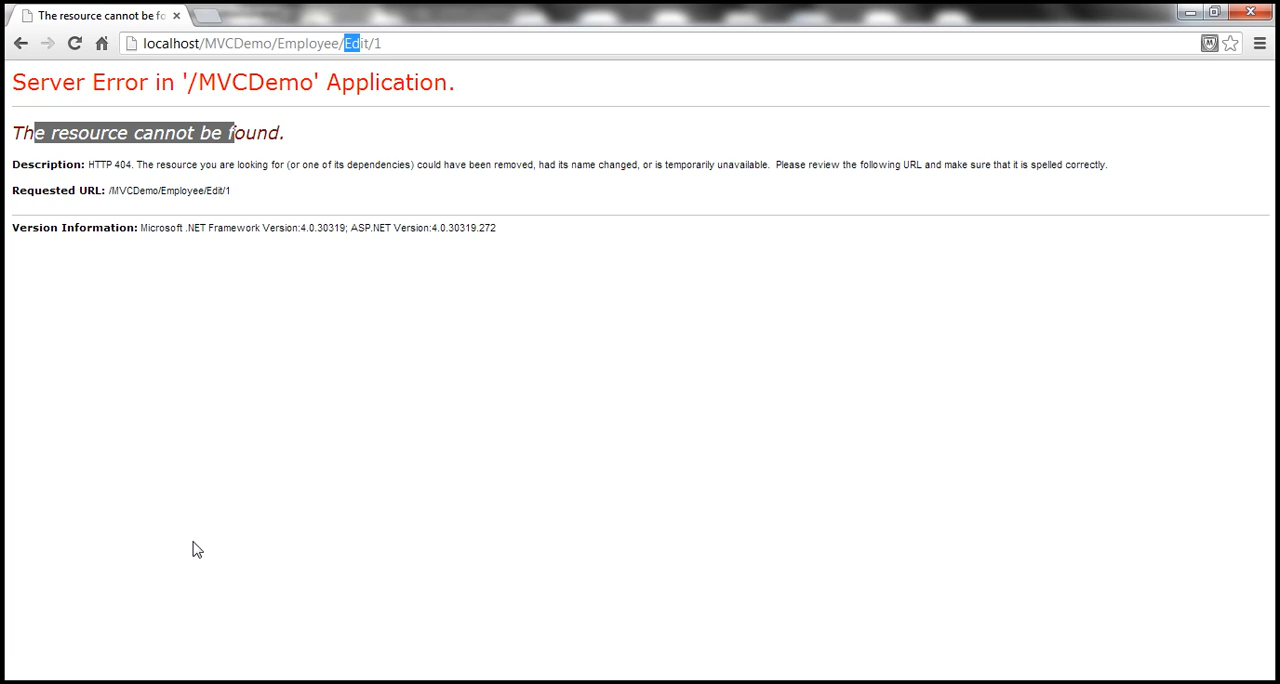 The resource cannot be fo
localhost/MVCDemo/Employee/Edit/1
Server Error in '/MVCDemo' Application.
The resource cannot be found.
Description: HTTP 404. The resource you are looking for (or one of its dependencies) could have been removed, had its name changed, or is temporarily unavailable.  Please review the following URL and make sure that it is spelled correctly.
Requested URL: /MVCDemo/Employee/Edit/1
Version Information: Microsoft .NET Framework Version:4.0.30319; ASP.NET Version:4.0.30319.272